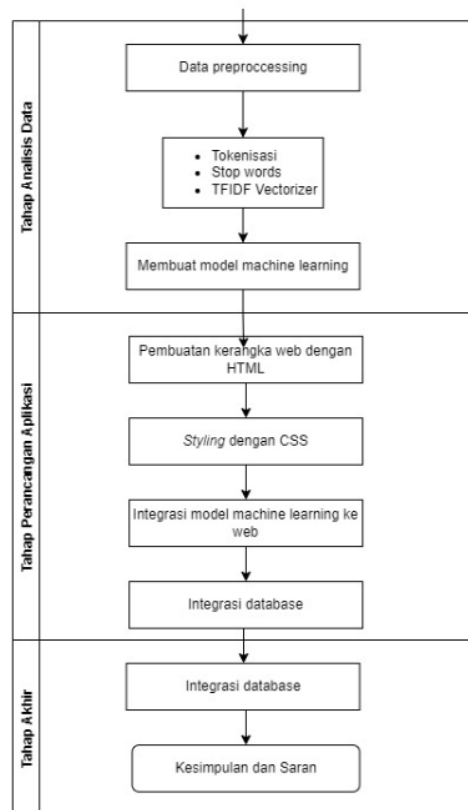 Tahap Analisis Data
Data preproccessing
Tokenisasi
Stop words
TFIDF Vectorizer
Membuat model machine learning
Tahap Perancangan Aplikasi
Pembuatan kerangka web dengan
HTML
Styling dengan CSS
Integrasi model machine learning ke
web
Integrasi database
Tahap Akhir
Integrasi database
Kesimpulan dan Saran